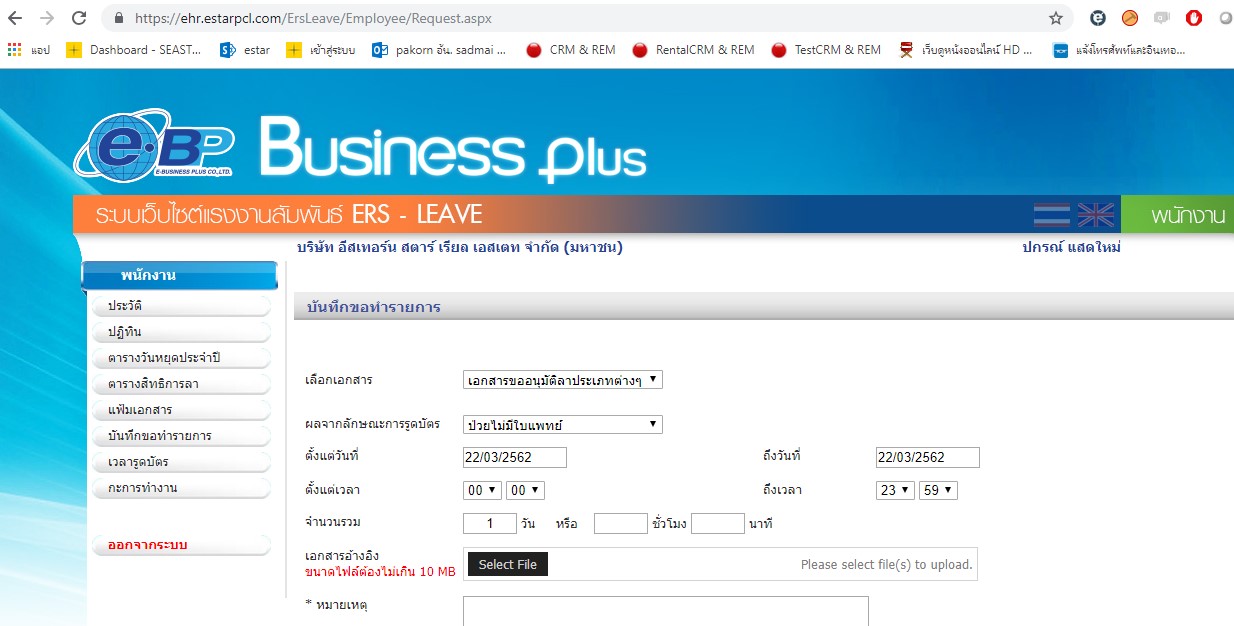 https://ehr.estarpcl.com/ErsLeave/Employee/Request.aspx
แอป Dashboard - SEAST... estar เข้าสู่ระบบ pakorn อัน. sadmai ... CRM & REM RentalCRM & REM TestCRM & REM เว็บดูหนังออนไลน์ HD ... แจ้งโทรศัพท์และอินเทอ...
e-BP Business Plus
E-BUSINESS PLUS CO.,LTD.
ระบบเว็บไซต์แรงงานสัมพันธ์ ERS - LEAVE พนักงาน
บริษัท อีสเทอร์น สตาร์ เรียล เอสเตท จำกัด (มหาชน) ปกรณ์ แสดใหม่
พนักงาน
ประวัติ
ปฏิทิน
ตารางวันหยุดประจำปี
ตารางสิทธิการลา
แฟ้มเอกสาร
บันทึกขอทำรายการ
เวลารูดบัตร
กะการทำงาน
ออกจากระบบ
บันทึกขอทำรายการ
เลือกเอกสาร เอกสารขออนุมัติลาประเภทต่างๆ
ผลจากลักษณะการรูดบัตร ป่วยไม่มีใบแพทย์
ตั้งแต่วันที่ 22/03/2562 ถึงวันที่ 22/03/2562
ตั้งแต่เวลา 00 00 ถึงเวลา 23 59
จำนวนรวม 1 วัน หรือ ชั่วโมง นาที
เอกสารอ้างอิง
ขนาดไฟล์ต้องไม่เกิน 10 MB Select File Please select file(s) to upload.
* หมายเหตุ